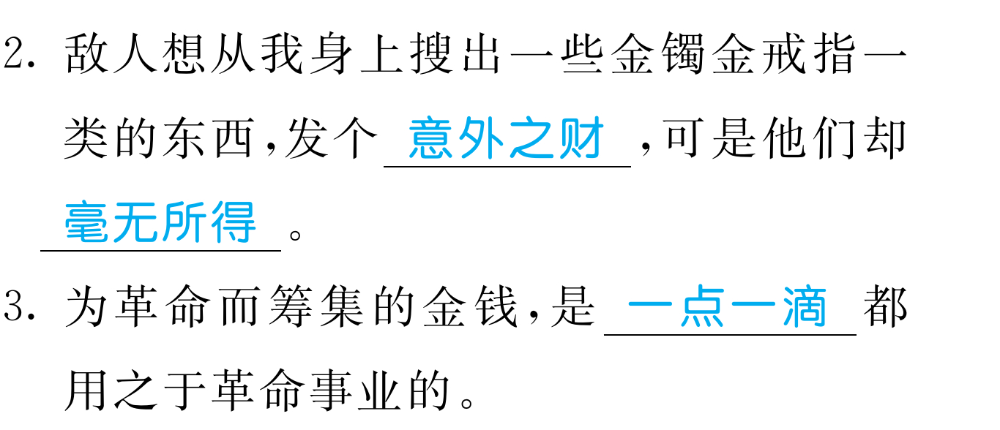 2. 敌人想从我身上搜出一些金镯金戒指一
类的东西,发个 意外之财 ,可是他们却
毫无所得 。
3. 为革命而筹集的金钱,是 一点一滴 都
用之于革命事业的。